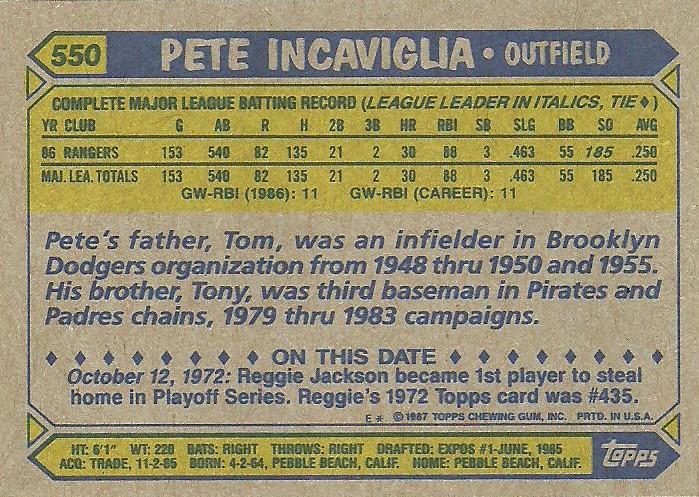 550 PETE INCAVIGLIA • OUTFIELD
COMPLETE MAJOR LEAGUE BATTING RECORD (LEAGUE LEADER IN ITALICS, TIE ♦)
YR CLUB G AB R H 2B 3B HR RBI SB SLG BB SO AVG
86 RANGERS 153 540 82 135 21 2 30 88 3 .463 55 185 .250
MAJ. LEA. TOTALS 153 540 82 135 21 2 30 88 3 .463 55 185 .250
GW-RBI (1986): 11 GW-RBI (CAREER): 11
Pete's father, Tom, was an infielder in Brooklyn
Dodgers organization from 1948 thru 1950 and 1955.
His brother, Tony, was third baseman in Pirates and
Padres chains, 1979 thru 1983 campaigns.
♦ ♦ ♦ ♦ ♦ ♦ ♦ ♦ ON THIS DATE ♦ ♦ ♦ ♦ ♦ ♦ ♦ ♦
October 12, 1972: Reggie Jackson became 1st player to steal
home in Playoff Series. Reggie's 1972 Topps card was #435.
E* ©1987 TOPPS CHEWING GUM, INC. PRTD. IN U.S.A.
HT: 6'1" WT: 220 BATS: RIGHT THROWS: RIGHT DRAFTED: EXPOS #1-JUNE, 1985
ACQ: TRADE, 11-2-85 BORN: 4-2-64, PEBBLE BEACH, CALIF. HOME: PEBBLE BEACH, CALIF.
TOPPS